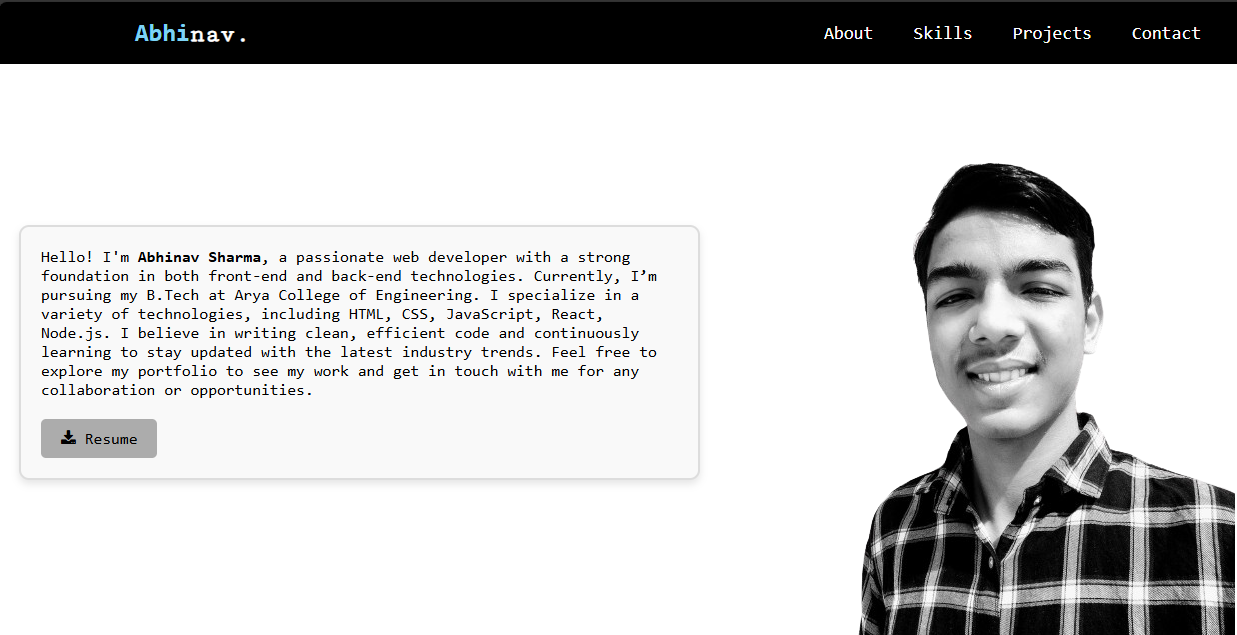 Abhinav.
About Skills Projects Contact
Hello! I'm Abhinav Sharma, a passionate web developer with a strong
foundation in both front-end and back-end technologies. Currently, I’m
pursuing my B.Tech at Arya College of Engineering. I specialize in a
variety of technologies, including HTML, CSS, JavaScript, React,
Node.js. I believe in writing clean, efficient code and continuously
learning to stay updated with the latest industry trends. Feel free to
explore my portfolio to see my work and get in touch with me for any
collaboration or opportunities.
Resume